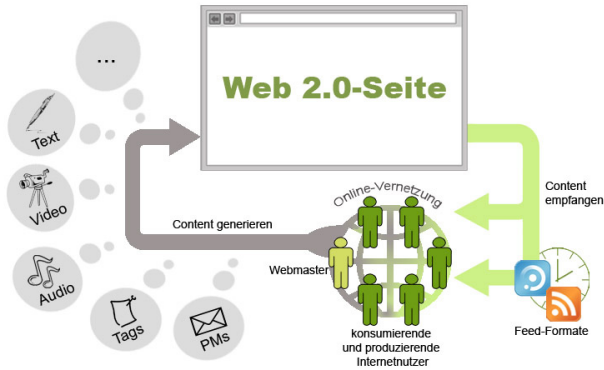 ...
Web 2.0-Seite
Text
Video
Audio
Tags
PMs
Content generieren
Online-Vernetzung
Webmaster
konsumierende
und produzierende
Internetnutzer
Content
empfangen
Feed-Formate